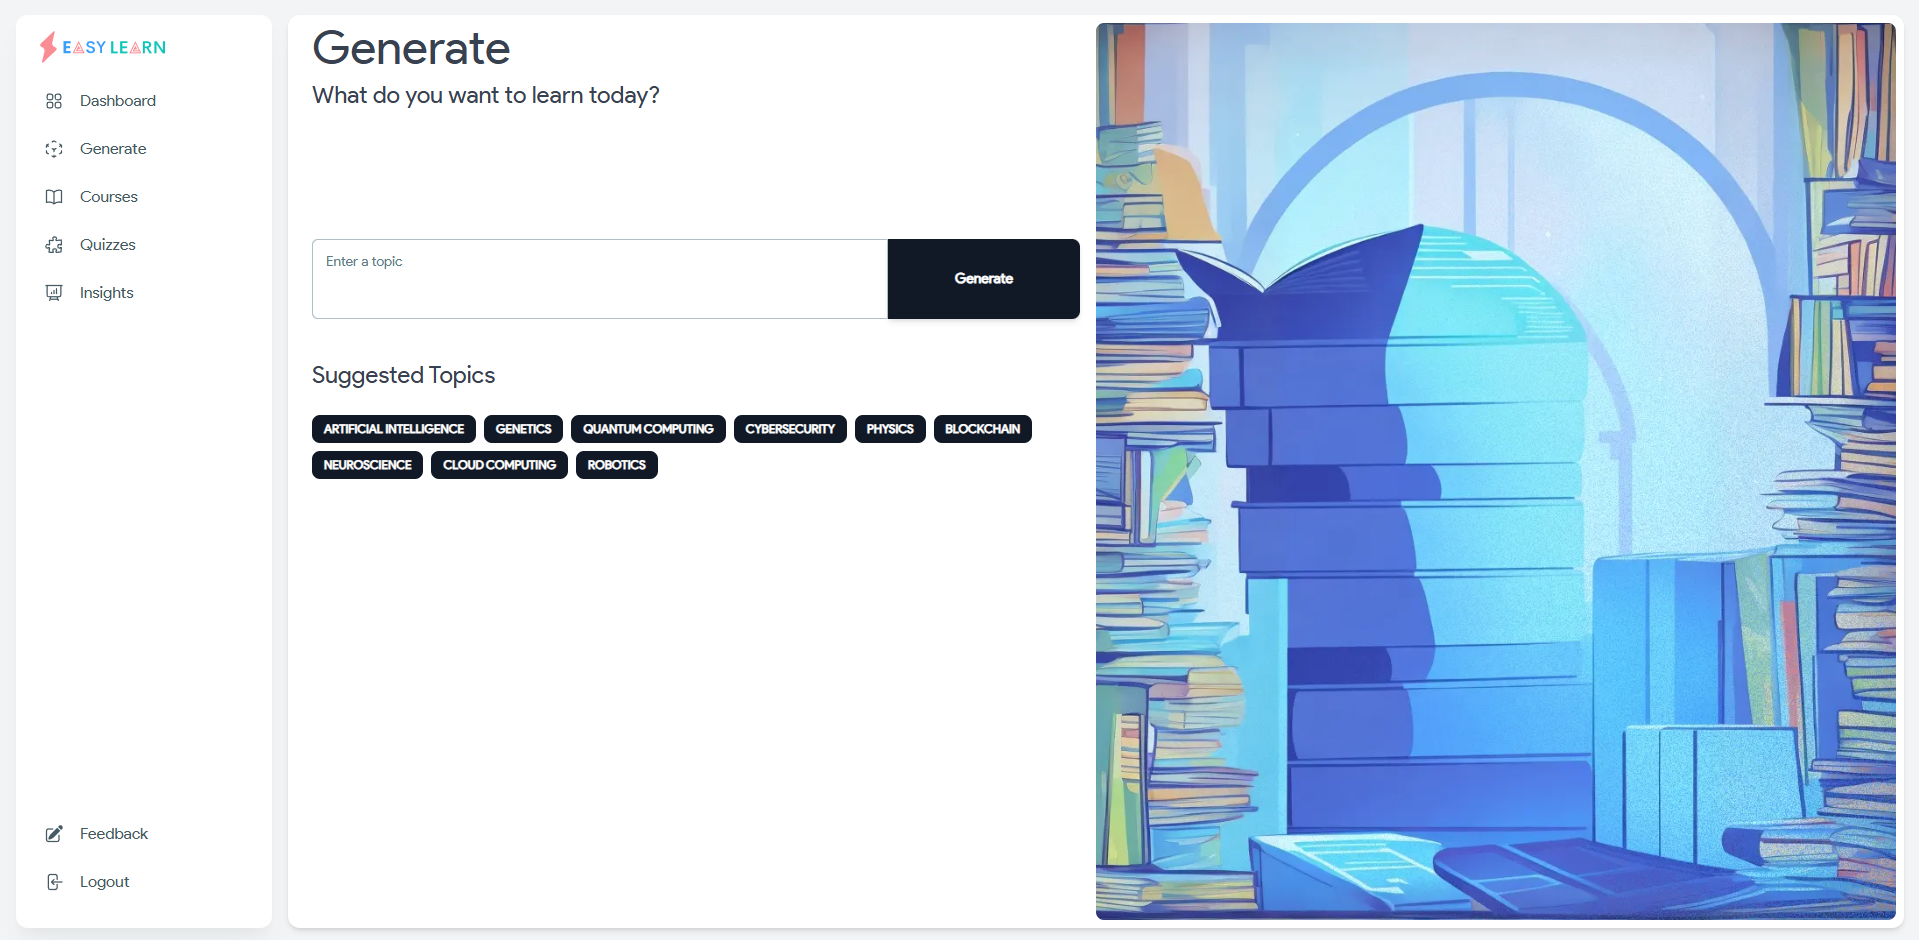 EASY LEARN
Dashboard
Generate
Courses
Quizzes
Insights
Feedback
Logout
Generate
What do you want to learn today?
Enter a topic
Generate
Suggested Topics
ARTIFICIAL INTELLIGENCE GENETICS QUANTUM COMPUTING CYBERSECURITY PHYSICS BLOCKCHAIN
NEUROSCIENCE CLOUD COMPUTING ROBOTICS